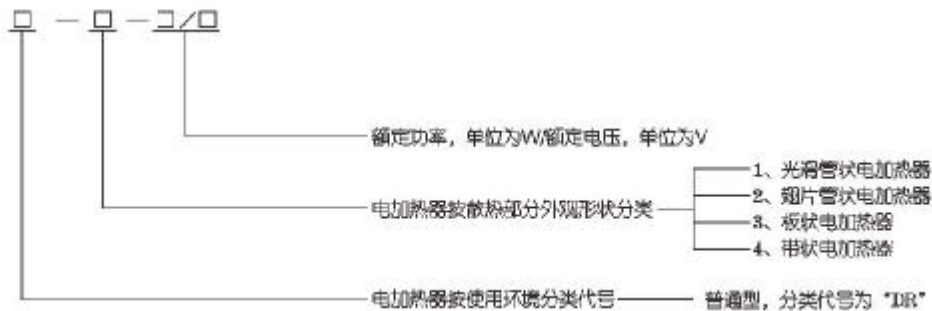 □－□－□/□
额定功率，单位为W/额定电压，单位为V
1、光滑管状电加热器
2、翅片管状电加热器
电加热器按散热部分外观形状分类
3、板状电加热器
4、带状电加热器
电加热器按使用环境分类代号 普通型，分类代号为“DR”